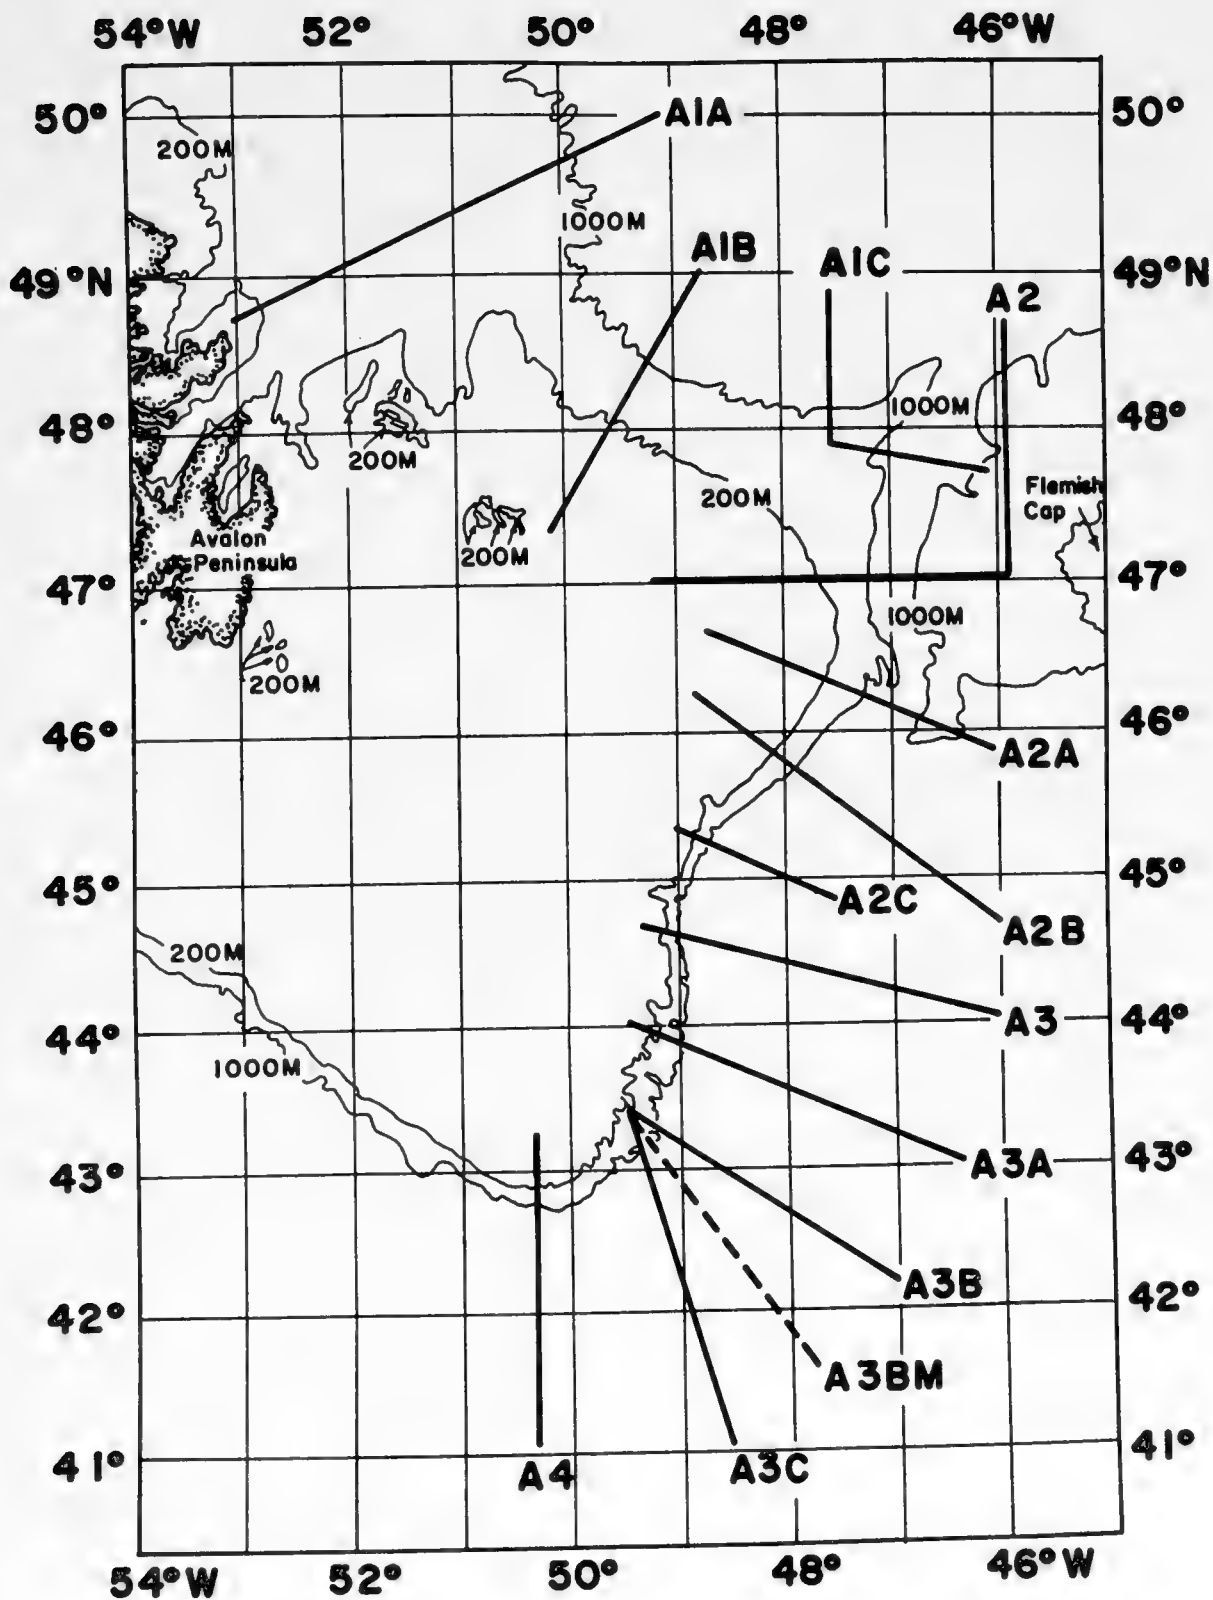 54°W 52° 50° 48° 46°W
50° A1A 50°
200M
1000M
A1B A1C
49°N A2 49°N
1000M
48° 48°
200M
200M Flemish
Cap
Avalon
Peninsula
200M
47° 47°
1000M
200M
46° 46°
A2A
45° 45°
A2C
A2B
200M
A3
44° 44°
1000M
A3A
43° 43°
A3B
42° 42°
A3BM
41° A4 A3C 41°
54°W 52° 50° 48° 46°W